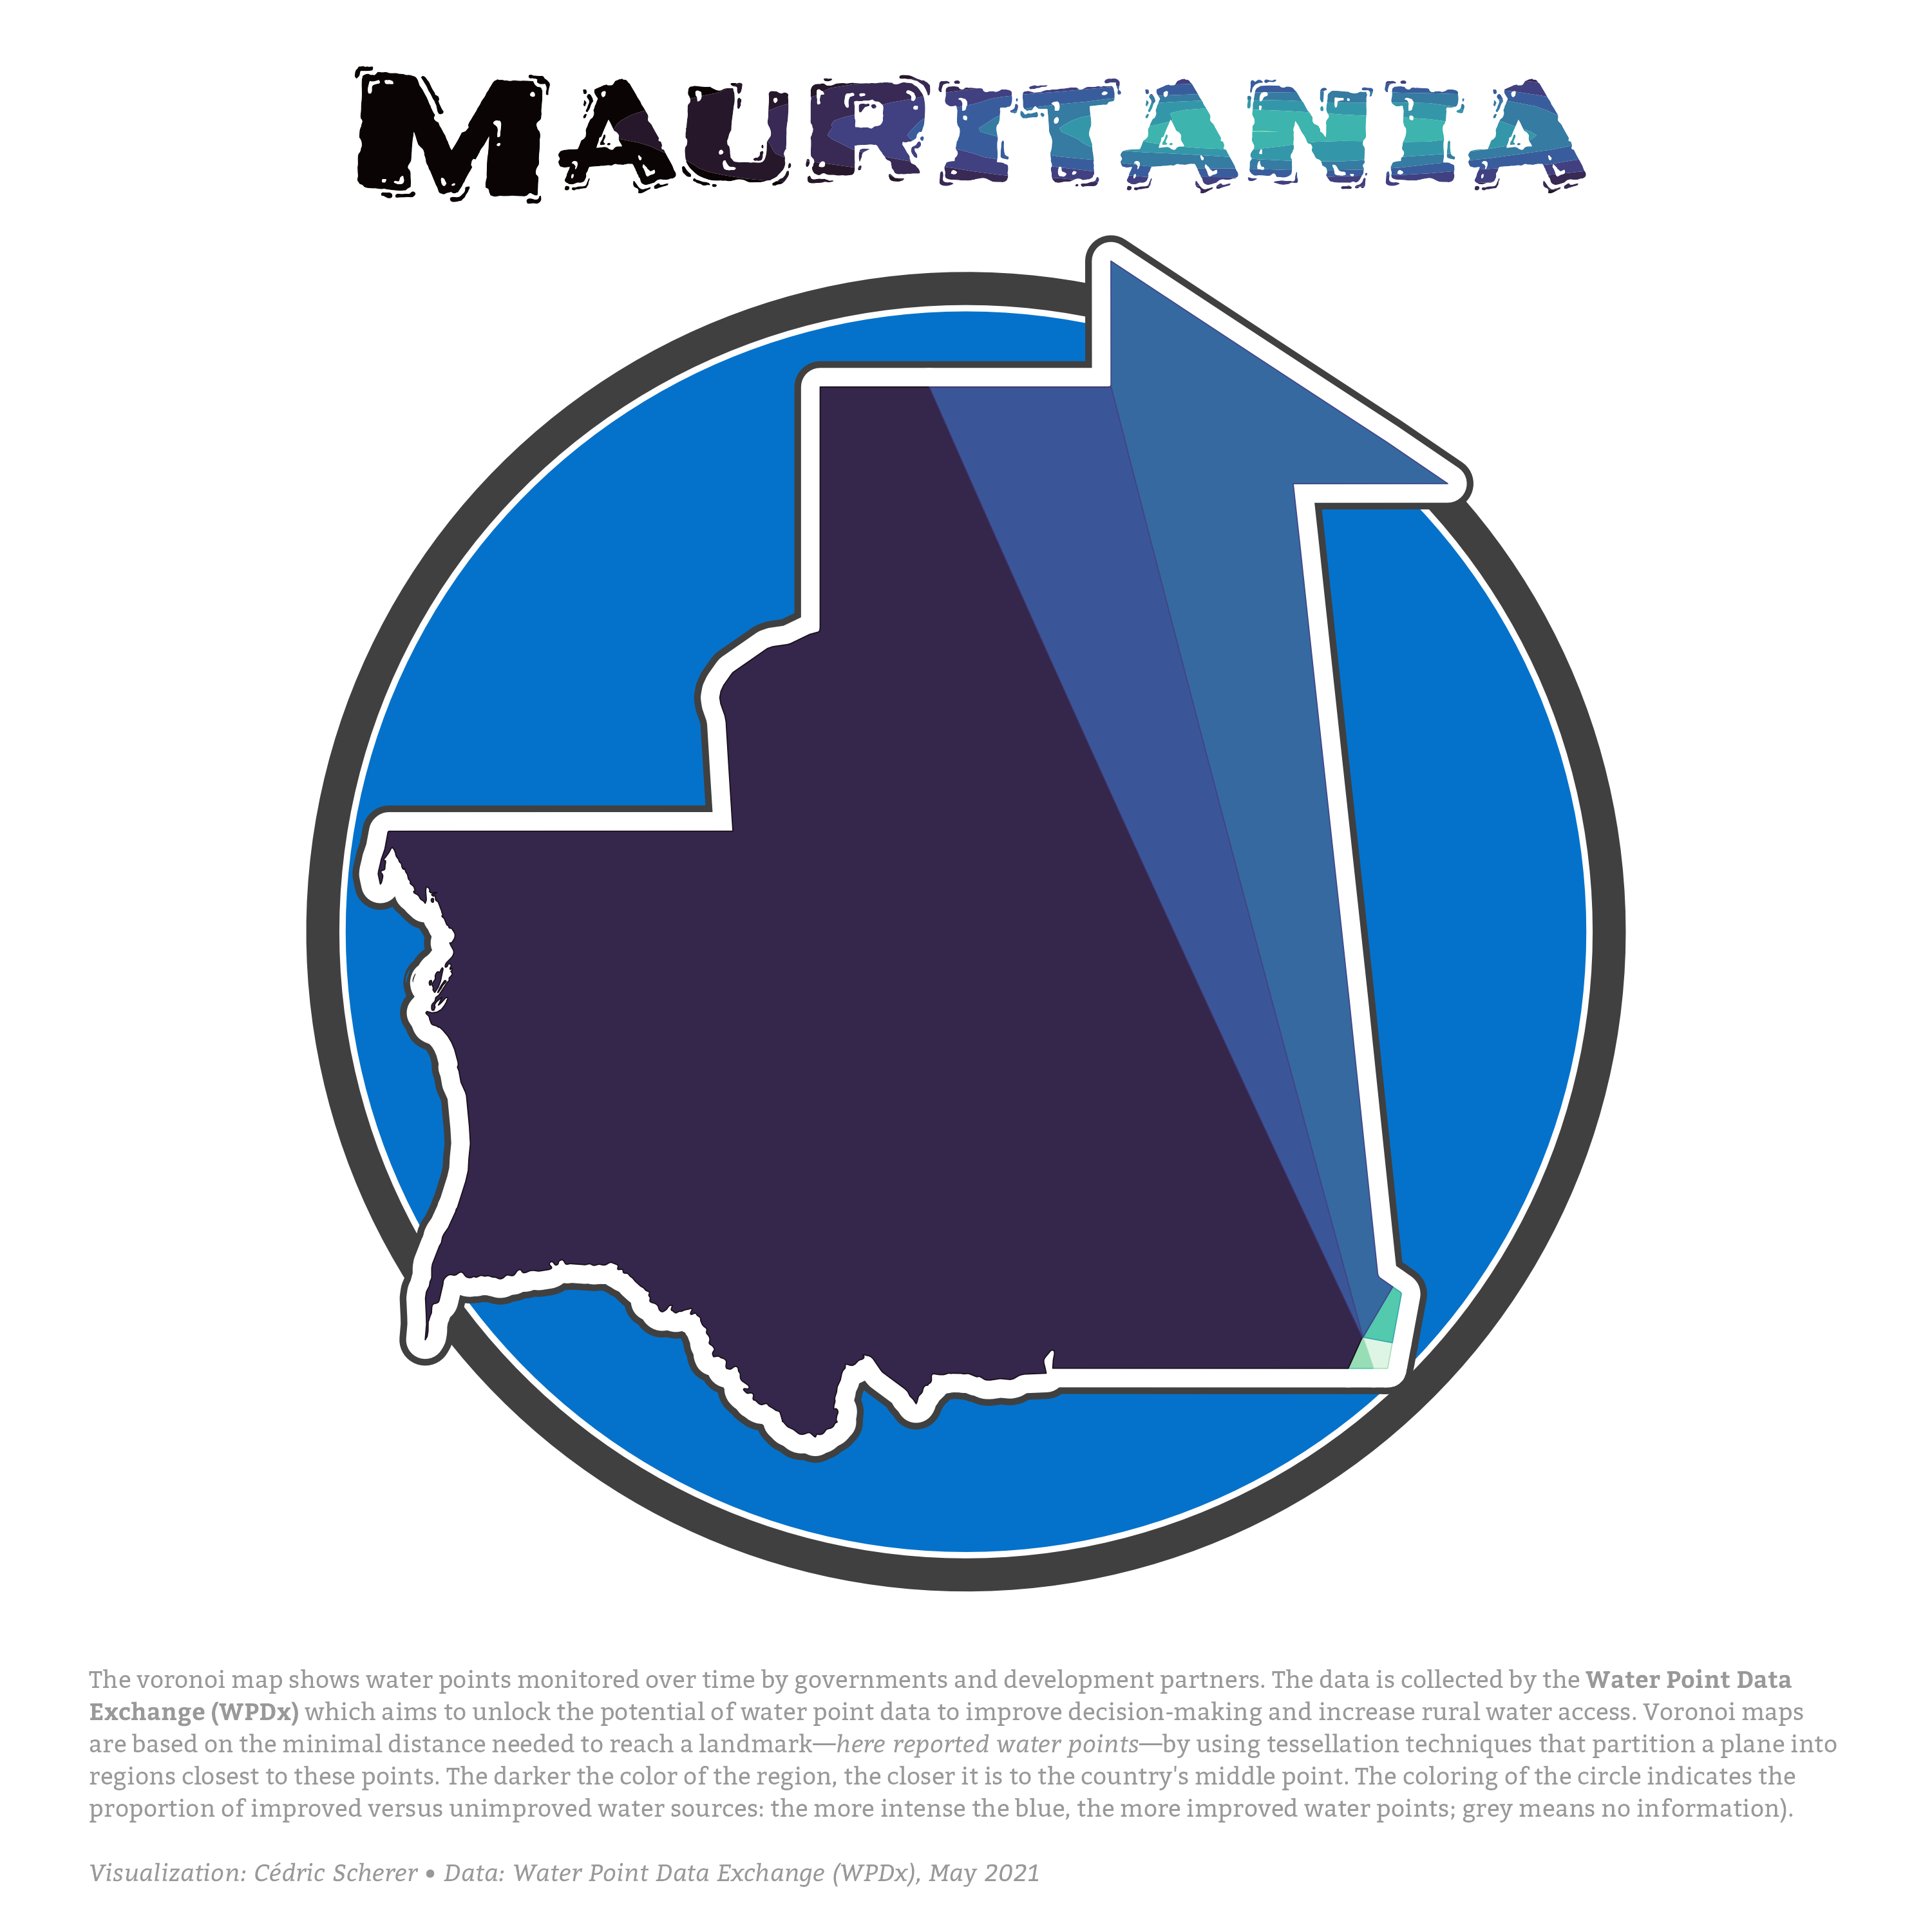 MAURITANIA
The voronoi map shows water points monitored over time by governments and development partners. The data is collected by the Water Point Data
Exchange (WPDx) which aims to unlock the potential of water point data to improve decision-making and increase rural water access. Voronoi maps
are based on the minimal distance needed to reach a landmark—here reported water points—by using tessellation techniques that partition a plane into
regions closest to these points. The darker the color of the region, the closer it is to the country's middle point. The coloring of the circle indicates the
proportion of improved versus unimproved water sources: the more intense the blue, the more improved water points; grey means no information).
Visualization: Cédric Scherer • Data: Water Point Data Exchange (WPDx), May 2021